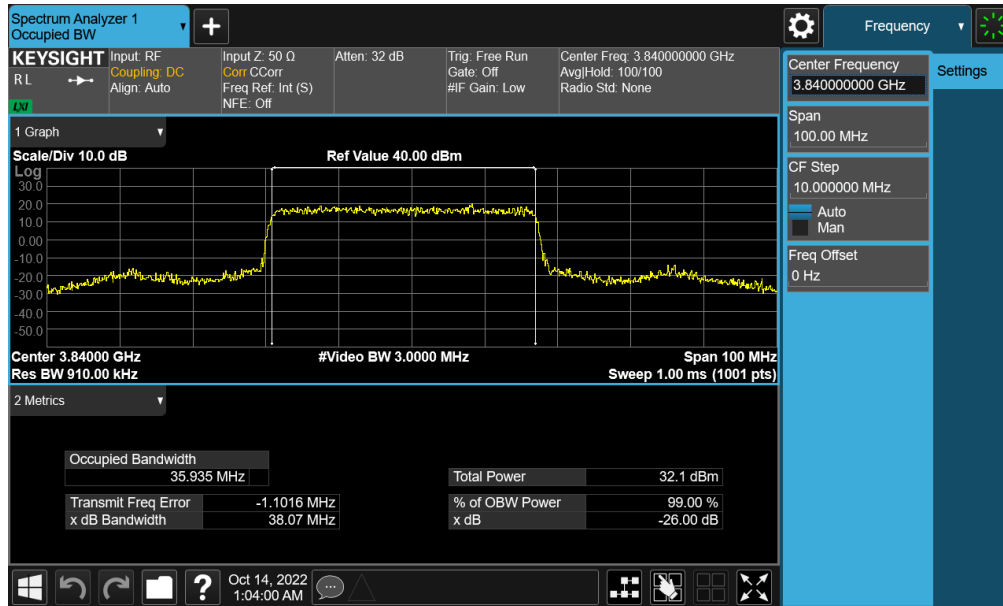 Spectrum Analyzer 1
Occupied BW
+
Frequency
KEYSIGHT
RL
LXI
Input: RF
Coupling: DC
Align: Auto
Input Z: 50 Ω
Corr CCorr
Freq Ref: Int (S)
NFE: Off
Atten: 32 dB
Trig: Free Run
Gate: Off
#IF Gain: Low
Center Freq: 3.840000000 GHz
Avg|Hold: 100/100
Radio Std: None
Center Frequency
3.840000000 GHz
Settings
Span
100.00 MHz
CF Step
10.000000 MHz
Auto
Man
Freq Offset
0 Hz
1 Graph
Scale/Div 10.0 dB
Ref Value 40.00 dBm
Log
30.0
20.0
10.0
0.00
-10.0
-20.0
-30.0
-40.0
-50.0
Center 3.84000 GHz
#Video BW 3.0000 MHz
Span 100 MHz
Res BW 910.00 kHz
Sweep 1.00 ms (1001 pts)
2 Metrics
Occupied Bandwidth
35.935 MHz
Total Power 32.1 dBm
Transmit Freq Error -1.1016 MHz
% of OBW Power 99.00 %
x dB Bandwidth 38.07 MHz
x dB -26.00 dB
?
Oct 14, 2022
1:04:00 AM